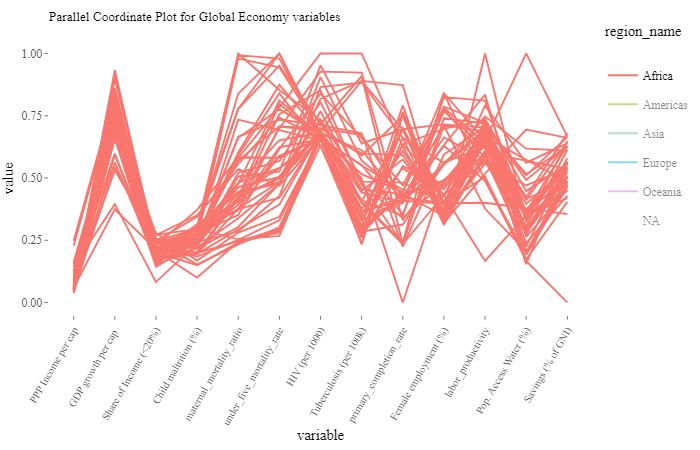 Parallel Coordinate Plot for Global Economy variables
region_name
Africa
Americas
Asia
Europe
Oceania
NA
value
1.00
0.75
0.50
0.25
0.00
PPP Income per cap
GDP growth per cap
Share of Income (<20%)
Child maltrition (%)
maternal_mortality_ratio
under_five_mortality_rate
HIV (per 1000)
Tuberculosis (per 100k)
primary_completion_rate
Female employment (%)
labor_productivity
Pop. Access Water (%)
Savings (% of GNI)
variable